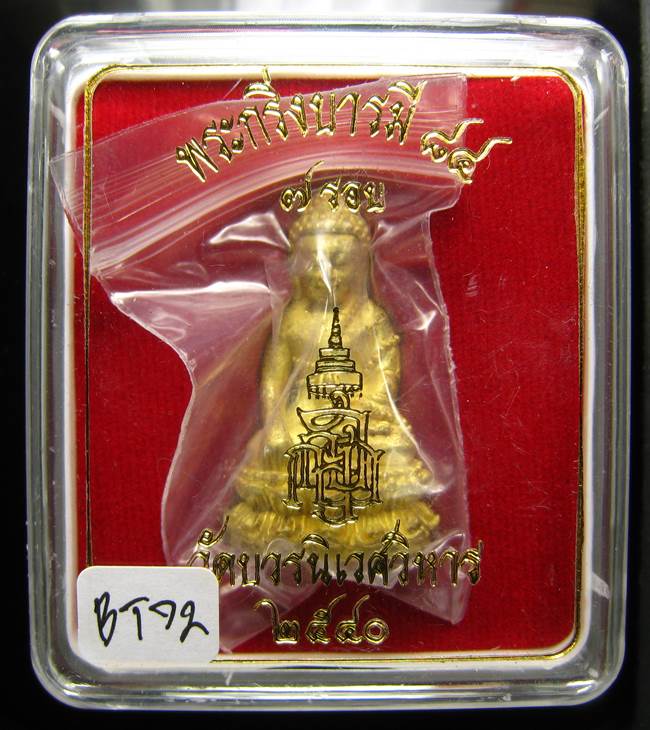 พระกริ่งบารมี ๘๔
๗ รอบ
วัดบวรนิเวศวิหาร
๒๕๔๐
BT72